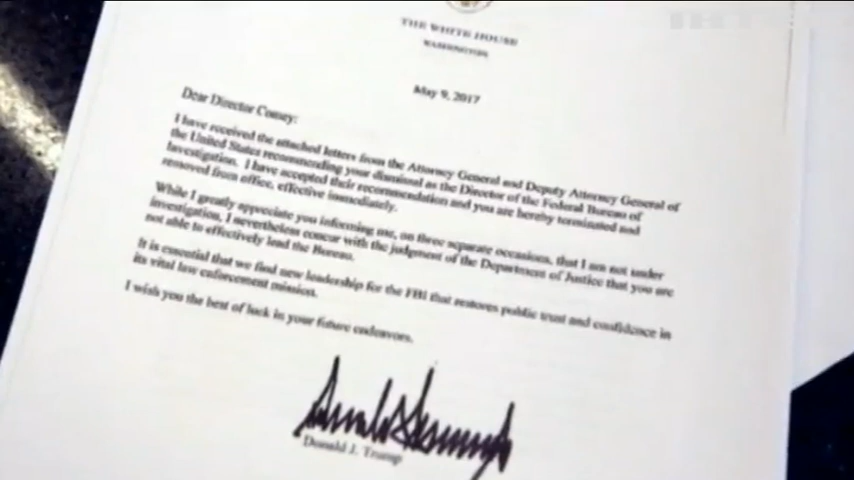 THE WHITE HOUSE
WASHINGTON
May 9, 2017
Dear Director Comey:
I have received the attached letters from the Attorney General and Deputy Attorney General of
the United States recommending your dismissal as the Director of the Federal Bureau of
Investigation. I have accepted their recommendation and you are hereby terminated and
removed from office, effective immediately.
While I greatly appreciate you informing me, on three separate occasions, that I am not under
investigation, I nevertheless concur with the judgment of the Department of Justice that you are
not able to effectively lead the Bureau.
It is essential that we find new leadership for the FBI that restores public trust and confidence in
its vital law enforcement mission.
I wish you the best of luck in your future endeavors.
Donald J. Trump